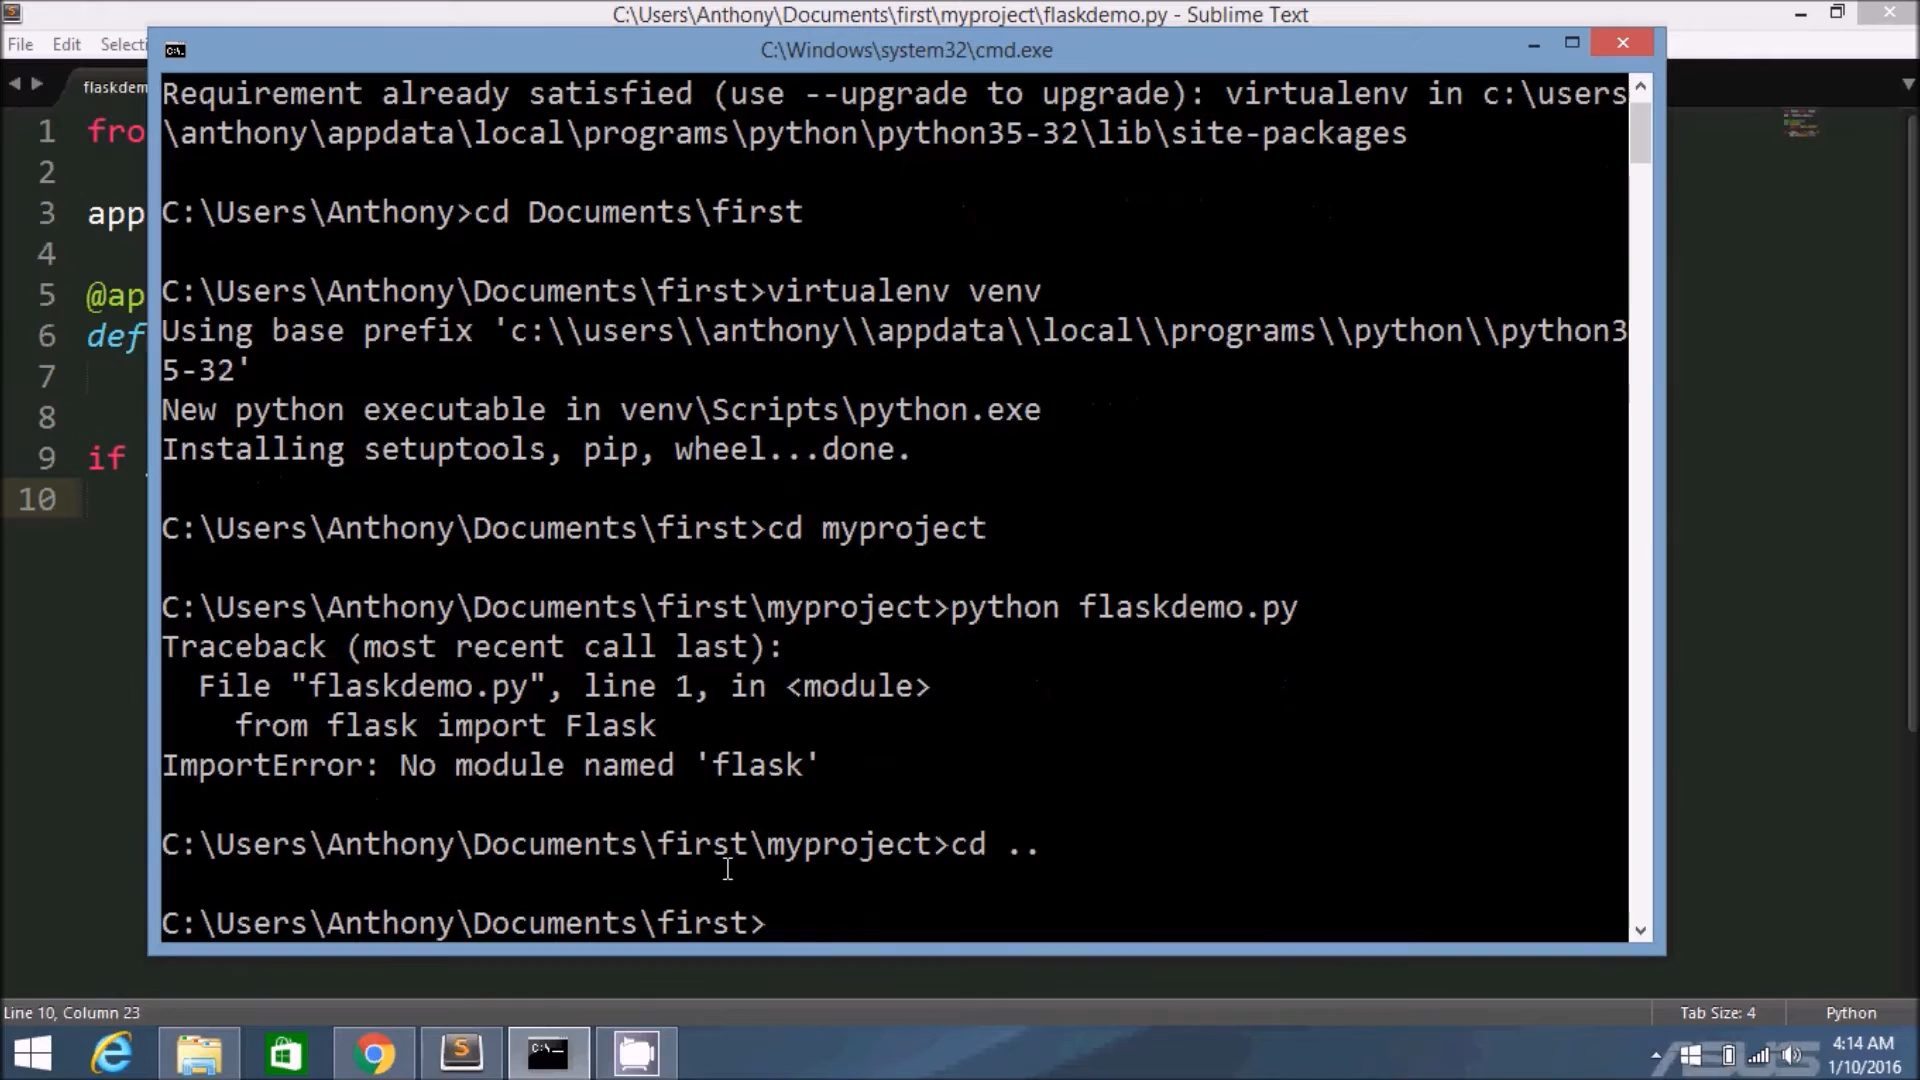 C:\Users\Anthony\Documents\first\myproject\flaskdemo.py - Sublime Text
File Edit Selecti
C:\Windows\system32\cmd.exe
flaskdem
1 fro
2
3 app
4
5 @ap
6 def
7
8
9 if
10
Requirement already satisfied (use --upgrade to upgrade): virtualenv in c:\users
\anthony\appdata\local\programs\python\python35-32\lib\site-packages
C:\Users\Anthony>cd Documents\first
C:\Users\Anthony\Documents\first>virtualenv venv
Using base prefix 'c:\\users\\anthony\\appdata\\local\\programs\\python\\python3
5-32'
New python executable in venv\Scripts\python.exe
Installing setuptools, pip, wheel...done.
C:\Users\Anthony\Documents\first>cd myproject
C:\Users\Anthony\Documents\first\myproject>python flaskdemo.py
Traceback (most recent call last):
File "flaskdemo.py", line 1, in <module>
from flask import Flask
ImportError: No module named 'flask'
C:\Users\Anthony\Documents\first\myproject>cd ..
C:\Users\Anthony\Documents\first>
Line 10, Column 23
Tab Size: 4
Python
ASUS
4:14 AM
1/10/2016